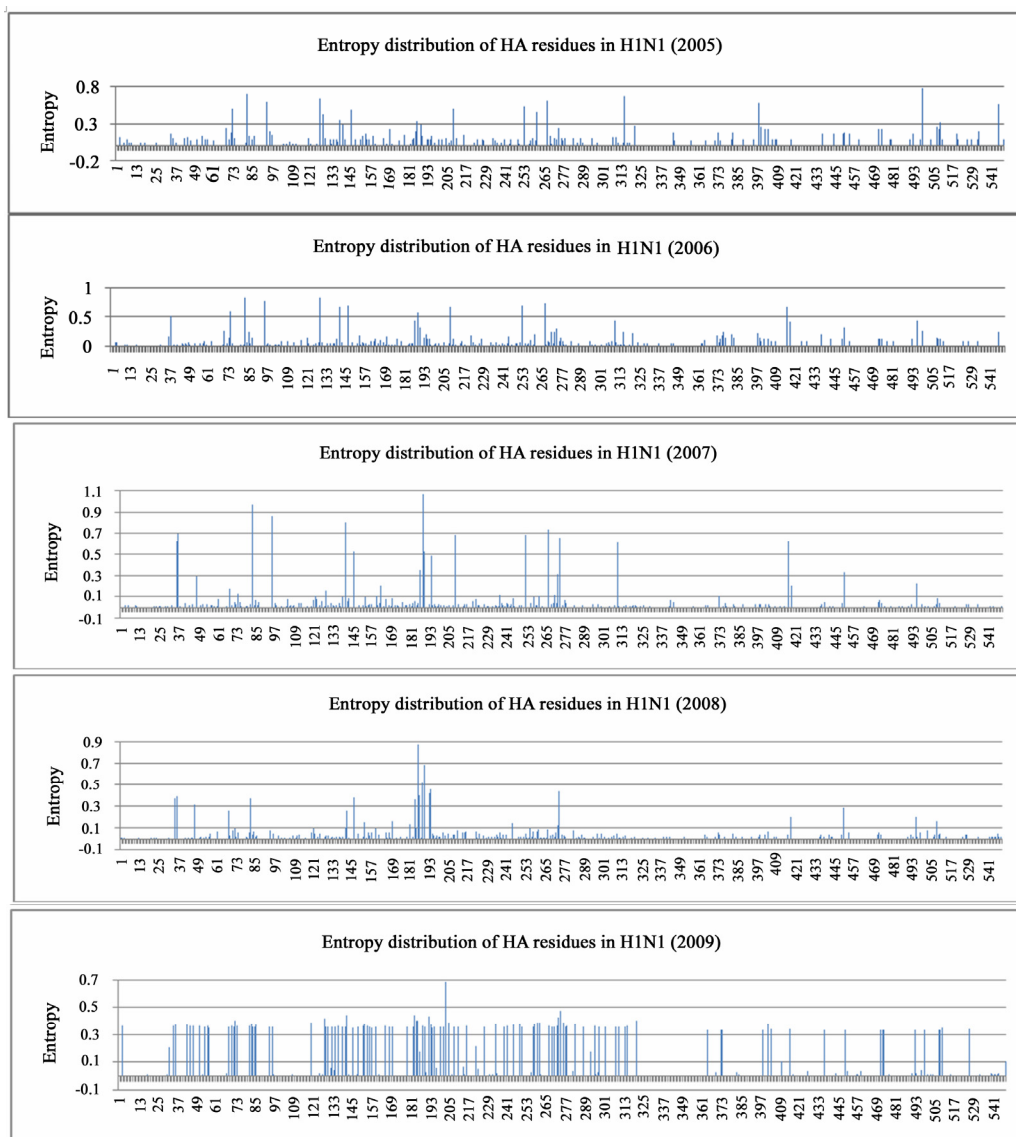 Entropy distribution of HA residues in H1N1 (2005)
Entropy
0.8
0.3
-0.2
1 13 25 37 49 61 73 85 97 109 121 133 145 157 169 181 193 205 217 229 241 253 265 277 289 301 313 325 337 349 361 373 385 397 409 421 433 445 457 469 481 493 505 517 529 541
Entropy distribution of HA residues in H1N1 (2006)
Entropy
1
0.5
0
1 13 25 37 49 61 73 85 97 109 121 133 145 157 169 181 193 205 217 229 241 253 265 277 289 301 313 325 337 349 361 373 385 397 409 421 433 445 457 469 481 493 505 517 529 541
Entropy distribution of HA residues in H1N1 (2007)
Entropy
1.1
0.9
0.7
0.5
0.3
0.1
-0.1
1 13 25 37 49 61 73 85 97 109 121 133 145 157 169 181 193 205 217 229 241 253 265 277 289 301 313 325 337 349 361 373 385 397 409 421 433 445 457 469 481 493 505 517 529 541
Entropy distribution of HA residues in H1N1 (2008)
Entropy
0.9
0.7
0.5
0.3
0.1
-0.1
1 13 25 37 49 61 73 85 97 109 121 133 145 157 169 181 193 205 217 229 241 253 265 277 289 301 313 325 337 349 361 373 385 397 409 421 433 445 457 469 481 493 505 517 529 541
Entropy distribution of HA residues in H1N1 (2009)
Entropy
0.7
0.5
0.3
0.1
-0.1
1 13 25 37 49 61 73 85 97 109 121 133 145 157 169 181 193 205 217 229 241 253 265 277 289 301 313 325 337 349 361 373 385 397 409 421 433 445 457 469 481 493 505 517 529 541